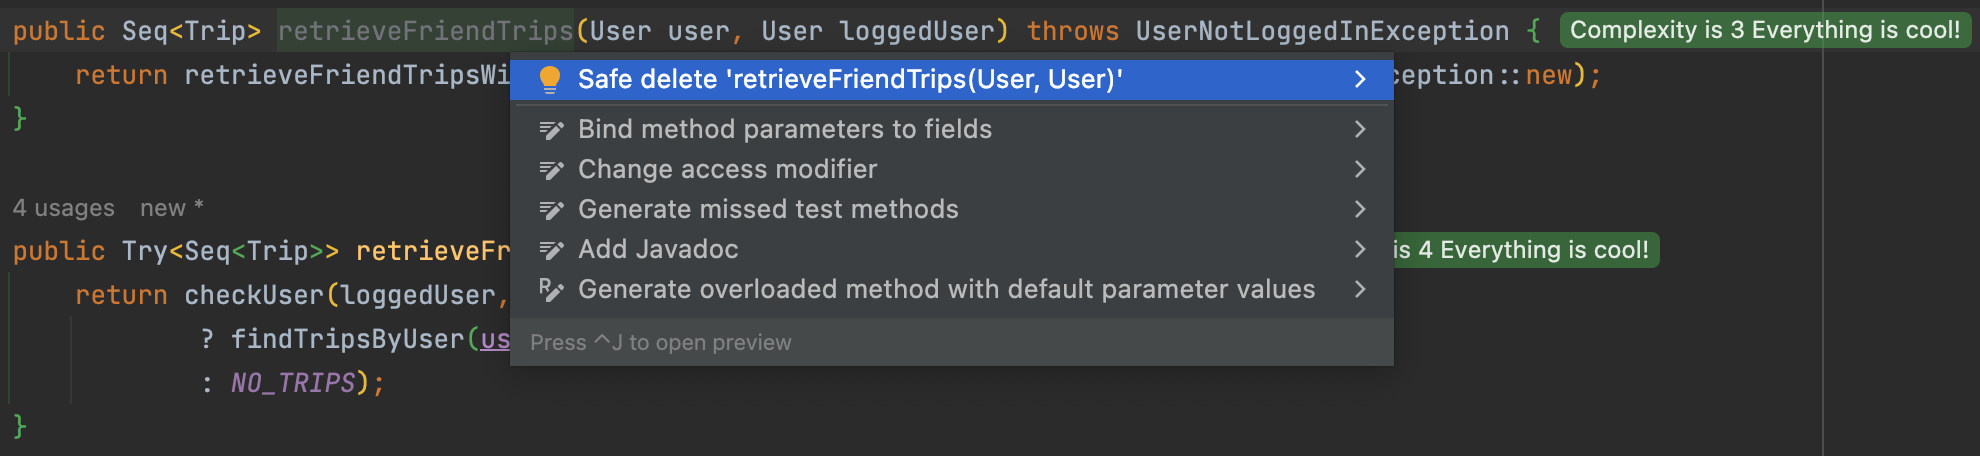 public Seq<Trip> retrieveFriendTrips(User user, User loggedUser) throws UserNotLoggedInException { Complexity is 3 Everything is cool!
return retrieveFriendTripsWi ception::new);
}
Safe delete 'retrieveFriendTrips(User, User)'
Bind method parameters to fields
Change access modifier
Generate missed test methods
Add Javadoc
Generate overloaded method with default parameter values
Press ^J to open preview
4 usages new *
public Try<Seq<Trip>> retrieveFr is 4 Everything is cool!
return checkUser(loggedUser,
? findTripsByUser(us
: NO_TRIPS);
}